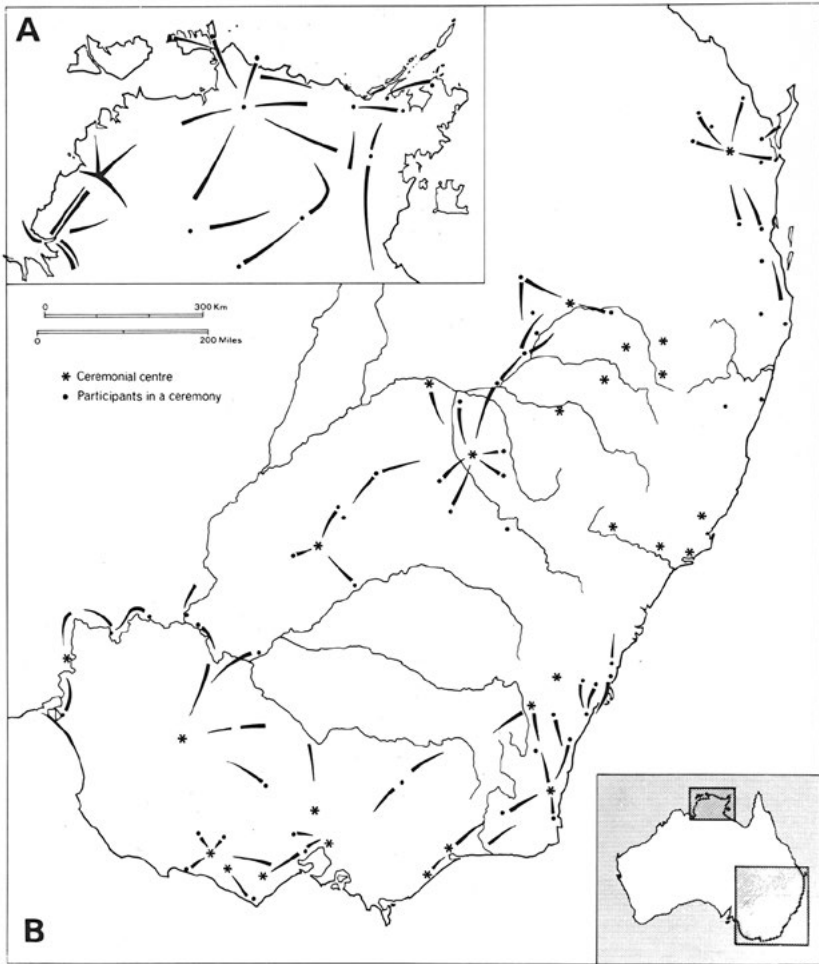 A
0 300 Km
0 200 Miles
* Ceremonial centre
• Participants in a ceremony
B